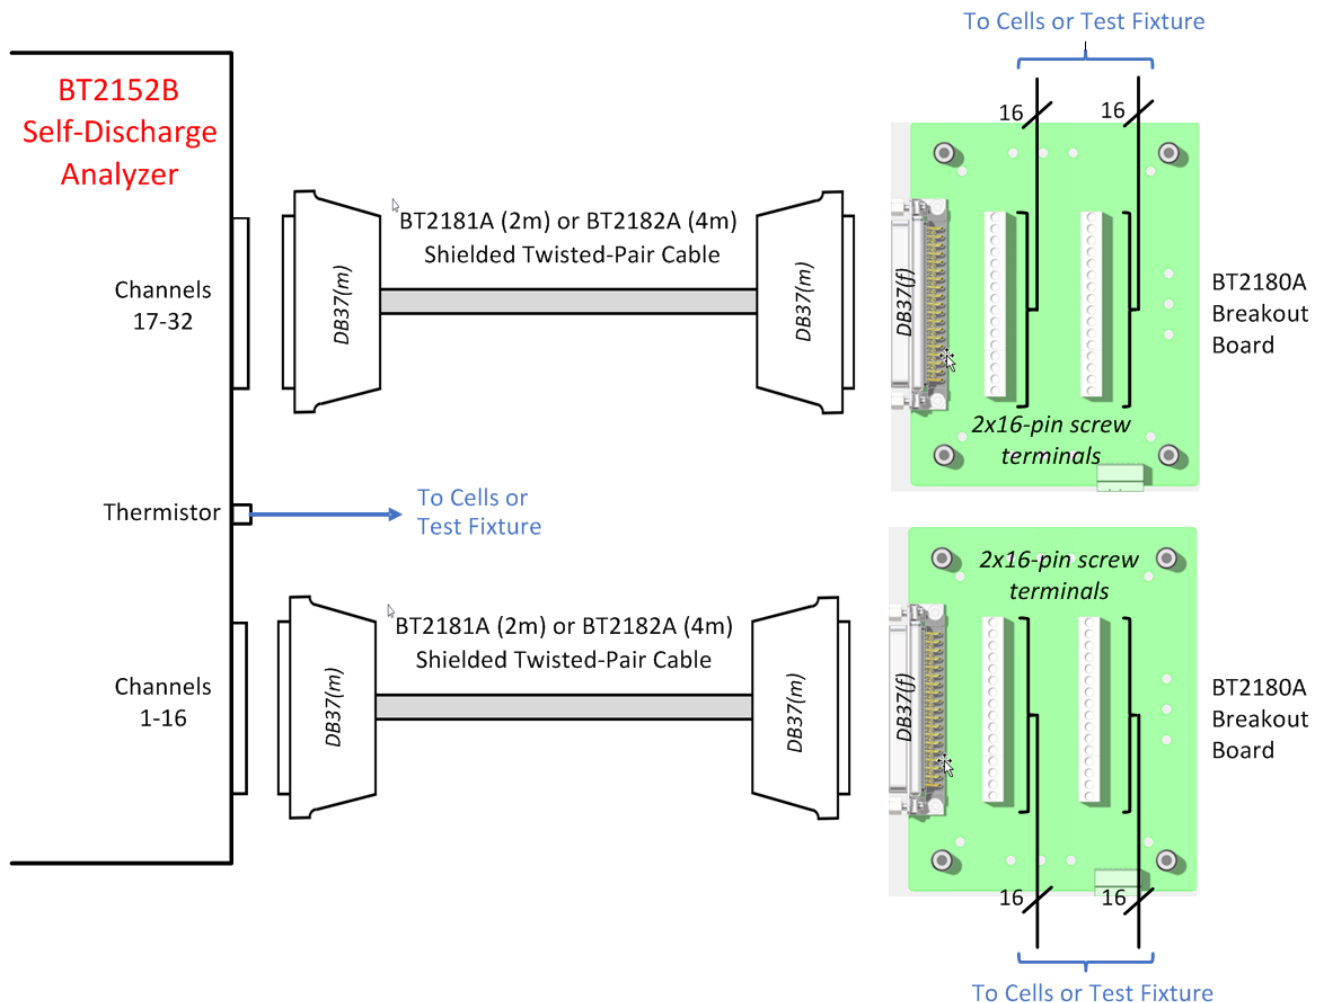 To Cells or Test Fixture
BT2152B
Self-Discharge
Analyzer
16
16
BT2181A (2m) or BT2182A (4m)
Shielded Twisted-Pair Cable
Channels
17-32
DB37(m)
DB37(m)
DB37(f)
BT2180A
Breakout
Board
2x16-pin screw
terminals
Thermistor
To Cells or
Test Fixture
2x16-pin screw
terminals
BT2181A (2m) or BT2182A (4m)
Shielded Twisted-Pair Cable
Channels
1-16
DB37(m)
DB37(m)
DB37(f)
BT2180A
Breakout
Board
16
16
To Cells or Test Fixture